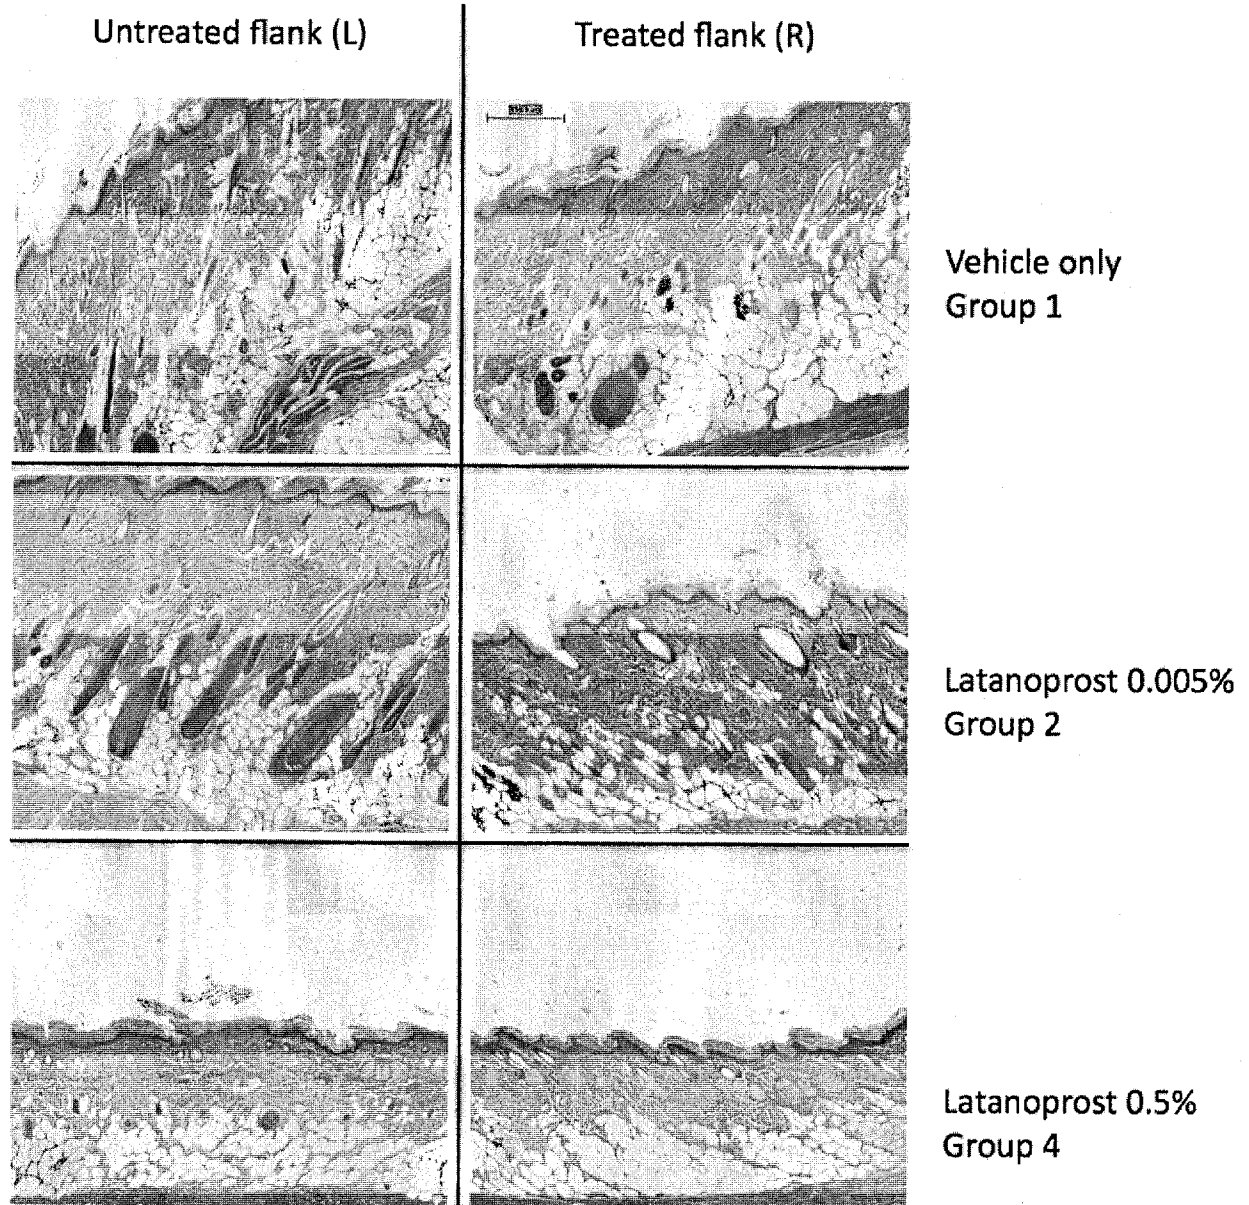 Untreated flank (L)
Treated flank (R)
Vehicle only
Group 1
Latanoprost 0.005%
Group 2
Latanoprost 0.5%
Group 4